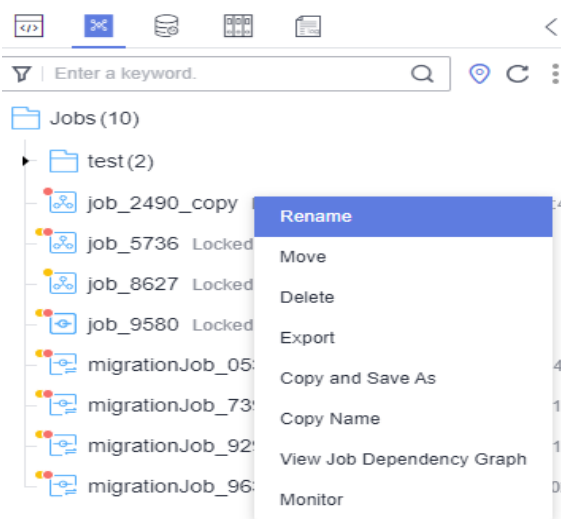 </>
Enter a keyword.
Jobs (10)
test (2)
job_2490_copy
job_5736 Locked
job_8627 Locked
job_9580 Locked
migrationJob_05
migrationJob_73
migrationJob_92
migrationJob_96
Rename
Move
Delete
Export
Copy and Save As
Copy Name
View Job Dependency Graph
Monitor